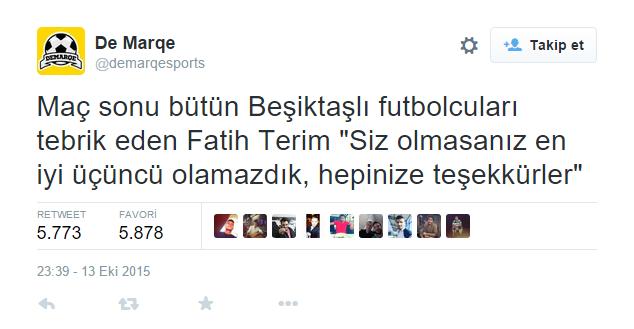 De Marqe
@demarqesports
Takip et
DEMARQE
Maç sonu bütün Beşiktaşlı futbolcuları
tebrik eden Fatih Terim "Siz olmasanız en
iyi üçüncü olamazdık, hepinize teşekkürler"
RETWEET FAVORİ
5.773 5.878
23:39 - 13 Eki 2015